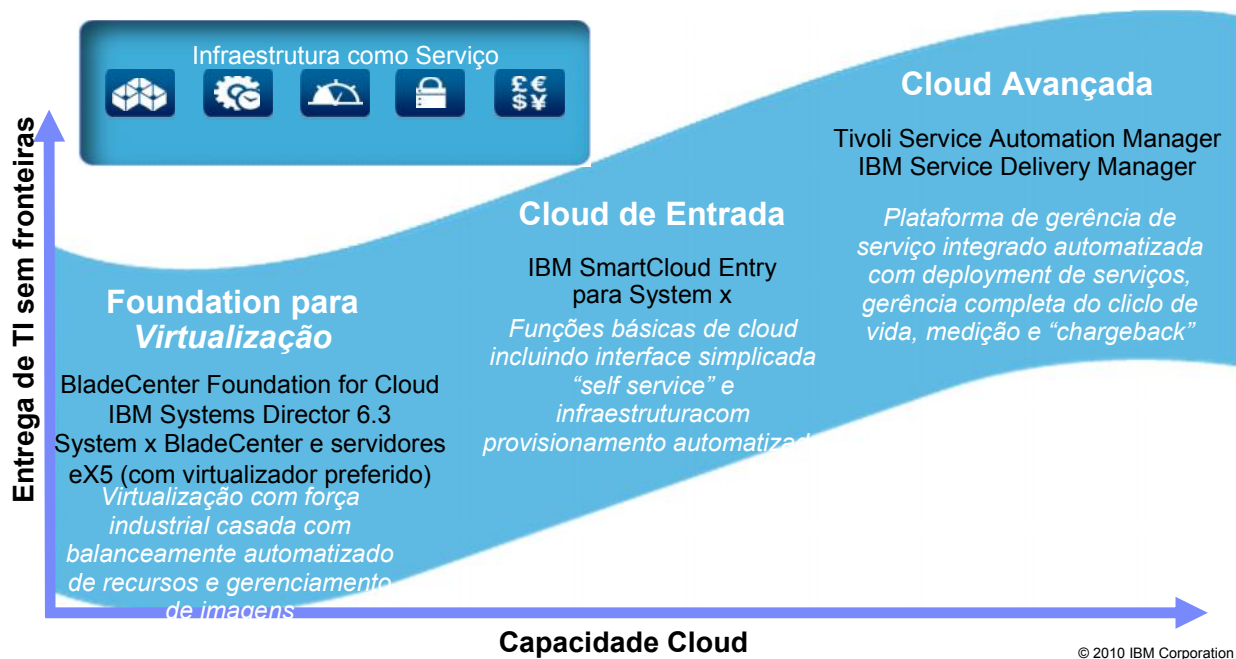 Infraestrutura como Serviço
£ €
$ ¥
Entrega de TI sem fronteiras
Foundation para
Virtualização
BladeCenter Foundation for Cloud
IBM Systems Director 6.3
System x BladeCenter e servidores
eX5 (com virtualizador preferido)
Virtualização com força
industrial casada com
balanceamente automatizado
de recursos e gerenciamento
de imagens
Cloud de Entrada
IBM SmartCloud Entry
para System x
Funções básicas de cloud
incluindo interface simplicada
“self service” e
infraestruturacom
provisionamento automatizad
Cloud Avançada
Tivoli Service Automation Manager
IBM Service Delivery Manager
Plataforma de gerência de
serviço integrado automatizada
com deployment de serviços,
gerência completa do cliclo de
vida, medição e “chargeback”
Capacidade Cloud
© 2010 IBM Corporation